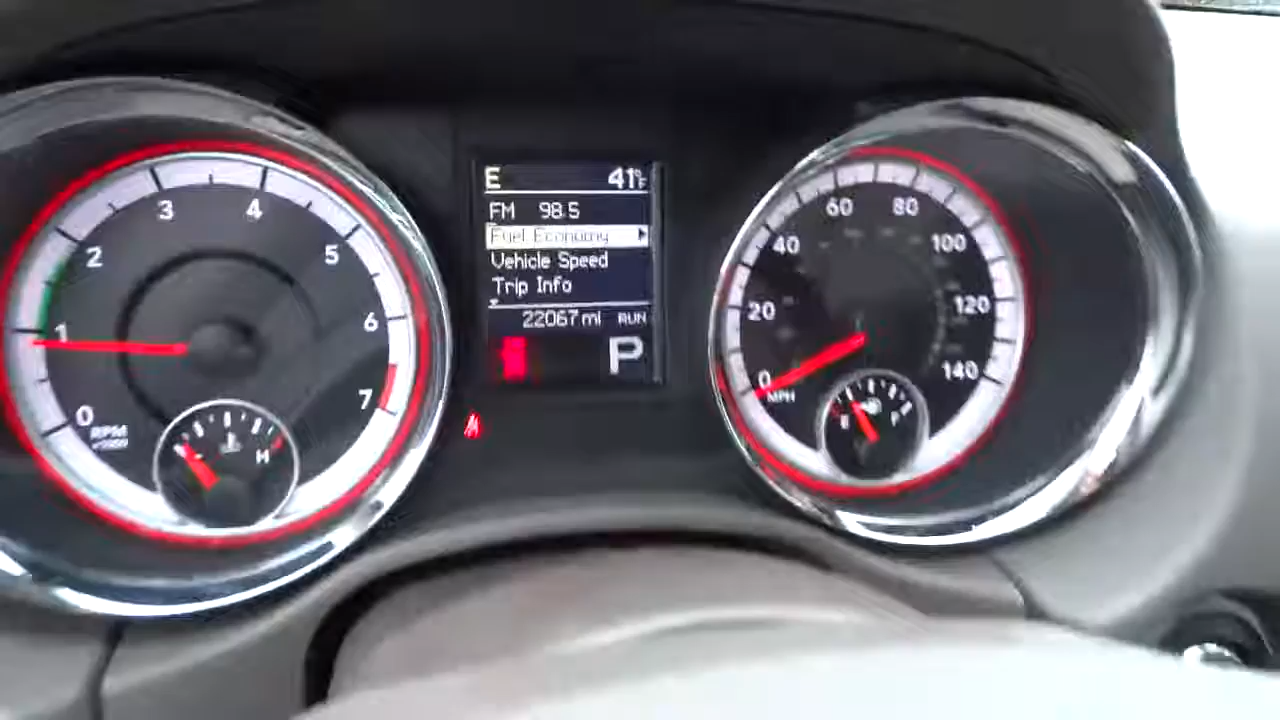 0
1
2
3
4
5
6
7
RPM
H
E 41°F
FM 98.5
Fuel Economy
Vehicle Speed
Trip Info
22067 mi RUN
P
0
20
40
60
80
100
120
140
MPH
E
F